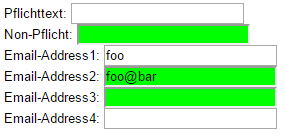 Pflichttext:
Non-Pflicht:
Email-Address1: foo
Email-Address2: foo@bar
Email-Address3:
Email-Address4: